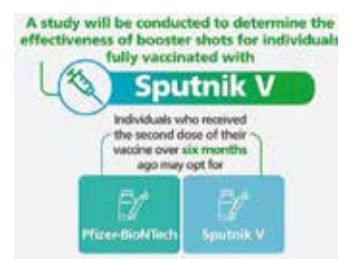 A study will be conducted to determine the
effectiveness of booster shots for individuals
fully vaccinated with
Sputnik V
Individuals who received
the second dose of their
vaccine over six months
ago may opt for
Pfizer-BioNTech
Sputnik V